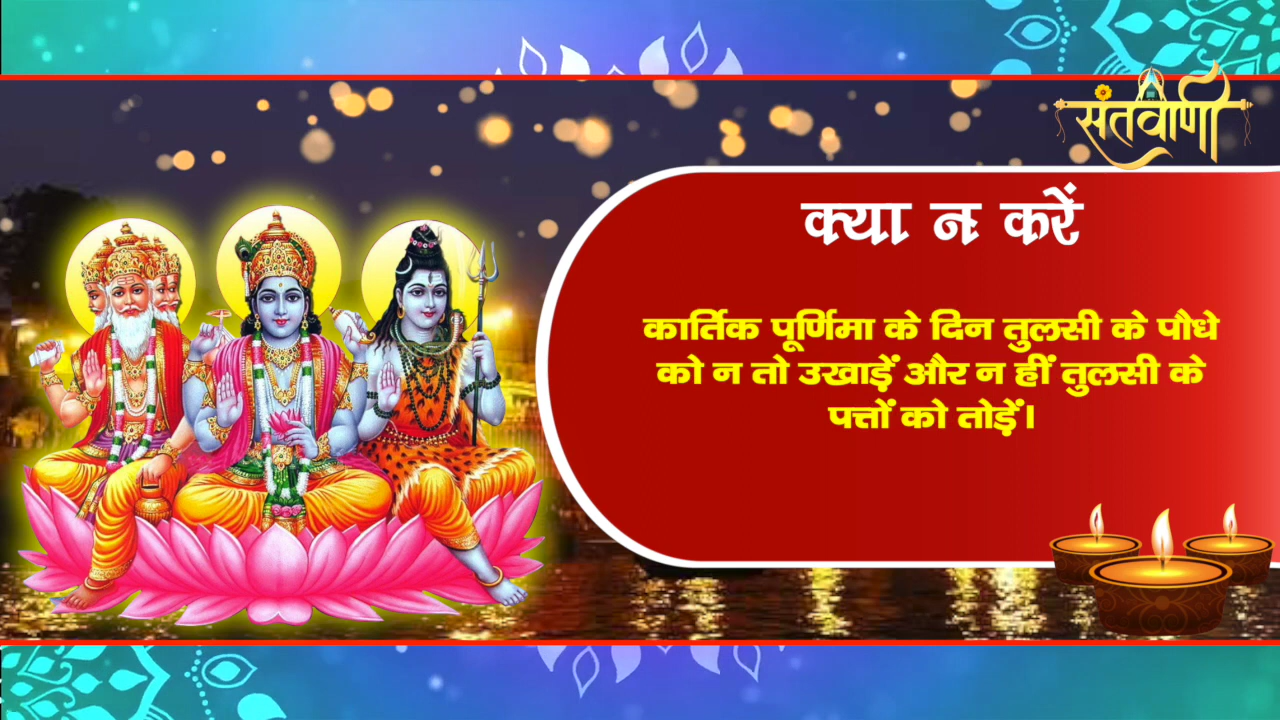 संतवाणी
क्या न करें
कार्तिक पूर्णिमा के दिन तुलसी के पौधे
को न तो उखाड़ें और न हीं तुलसी के
पत्तों को तोड़ें।